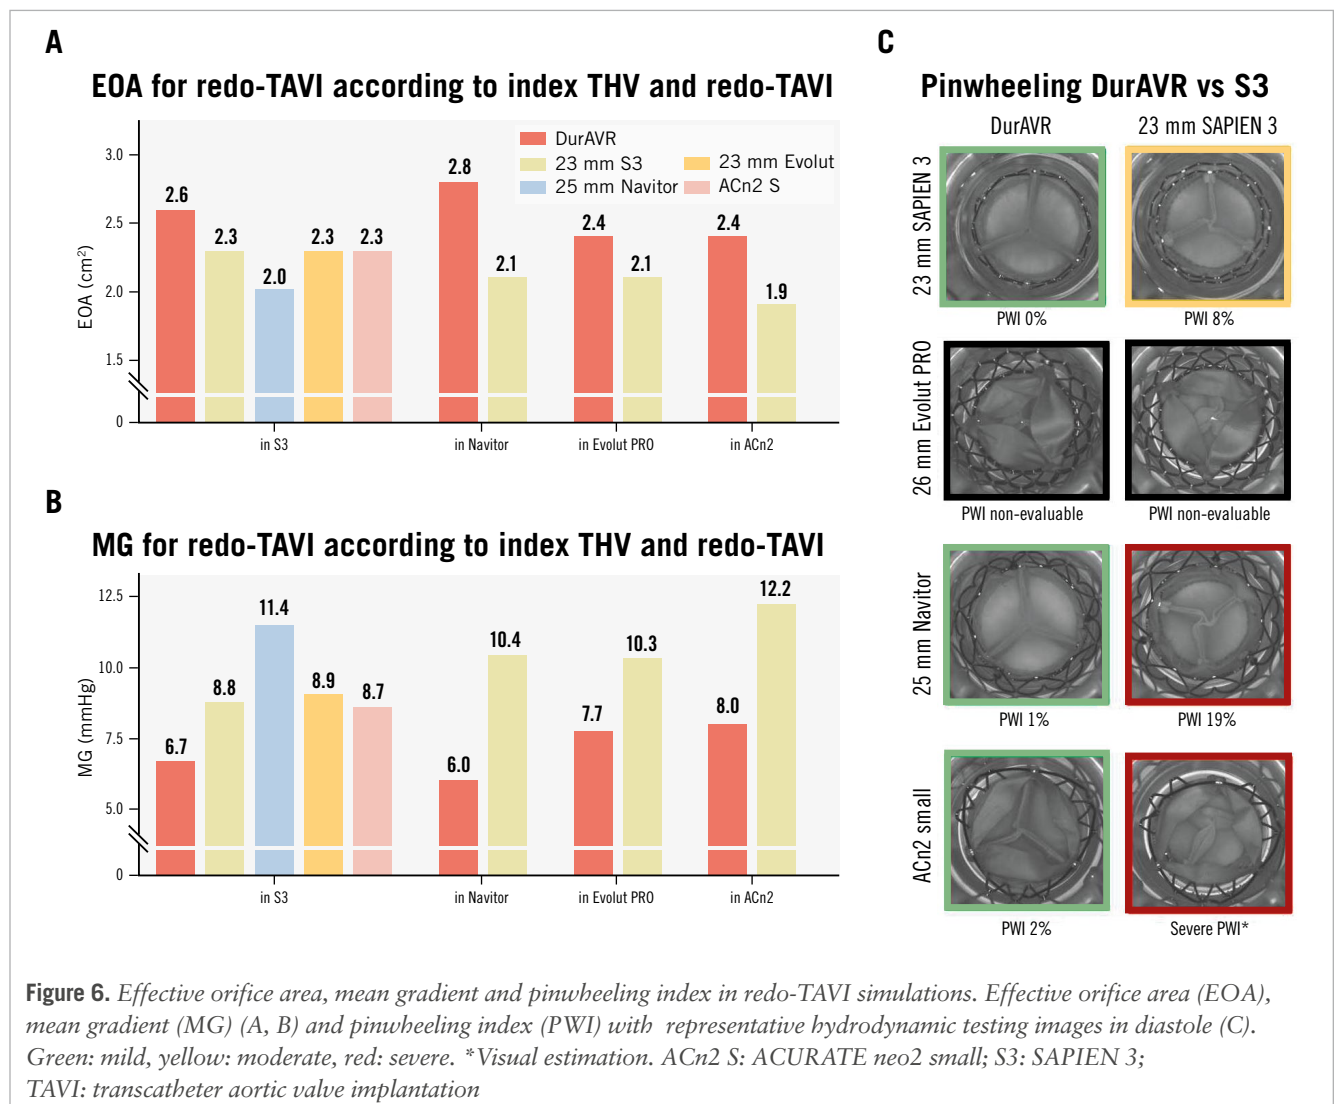 A
EOA for redo-TAVI according to index THV and redo-TAVI
DurAVR
23 mm S3
23 mm Evolut
25 mm Navitor
ACn2 S
EOA (cm²)
3.0
2.5
2.0
1.5
0
2.6
2.3
2.0
2.3
2.3
2.8
2.1
2.4
2.1
2.4
1.9
in S3
in Navitor
in Evolut PRO
in ACn2
B
MG for redo-TAVI according to index THV and redo-TAVI
MG (mmHg)
12.5
10.0
7.5
5.0
0
6.7
8.8
11.4
8.9
8.7
6.0
10.4
7.7
10.3
8.0
12.2
in S3
in Navitor
in Evolut PRO
in ACn2
C
Pinwheeling DurAVR vs S3
DurAVR
23 mm SAPIEN 3
23 mm SAPIEN 3
PWI 0%
PWI 8%
26 mm Evolut PRO
PWI non-evaluable
PWI non-evaluable
25 mm Navitor
PWI 1%
PWI 19%
ACn2 small
PWI 2%
Severe PWI*
Figure 6. Effective orifice area, mean gradient and pinwheeling index in redo-TAVI simulations. Effective orifice area (EOA),
mean gradient (MG) (A, B) and pinwheeling index (PWI) with representative hydrodynamic testing images in diastole (C).
Green: mild, yellow: moderate, red: severe. *Visual estimation. ACn2 S: ACURATE neo2 small; S3: SAPIEN 3;
TAVI: transcatheter aortic valve implantation